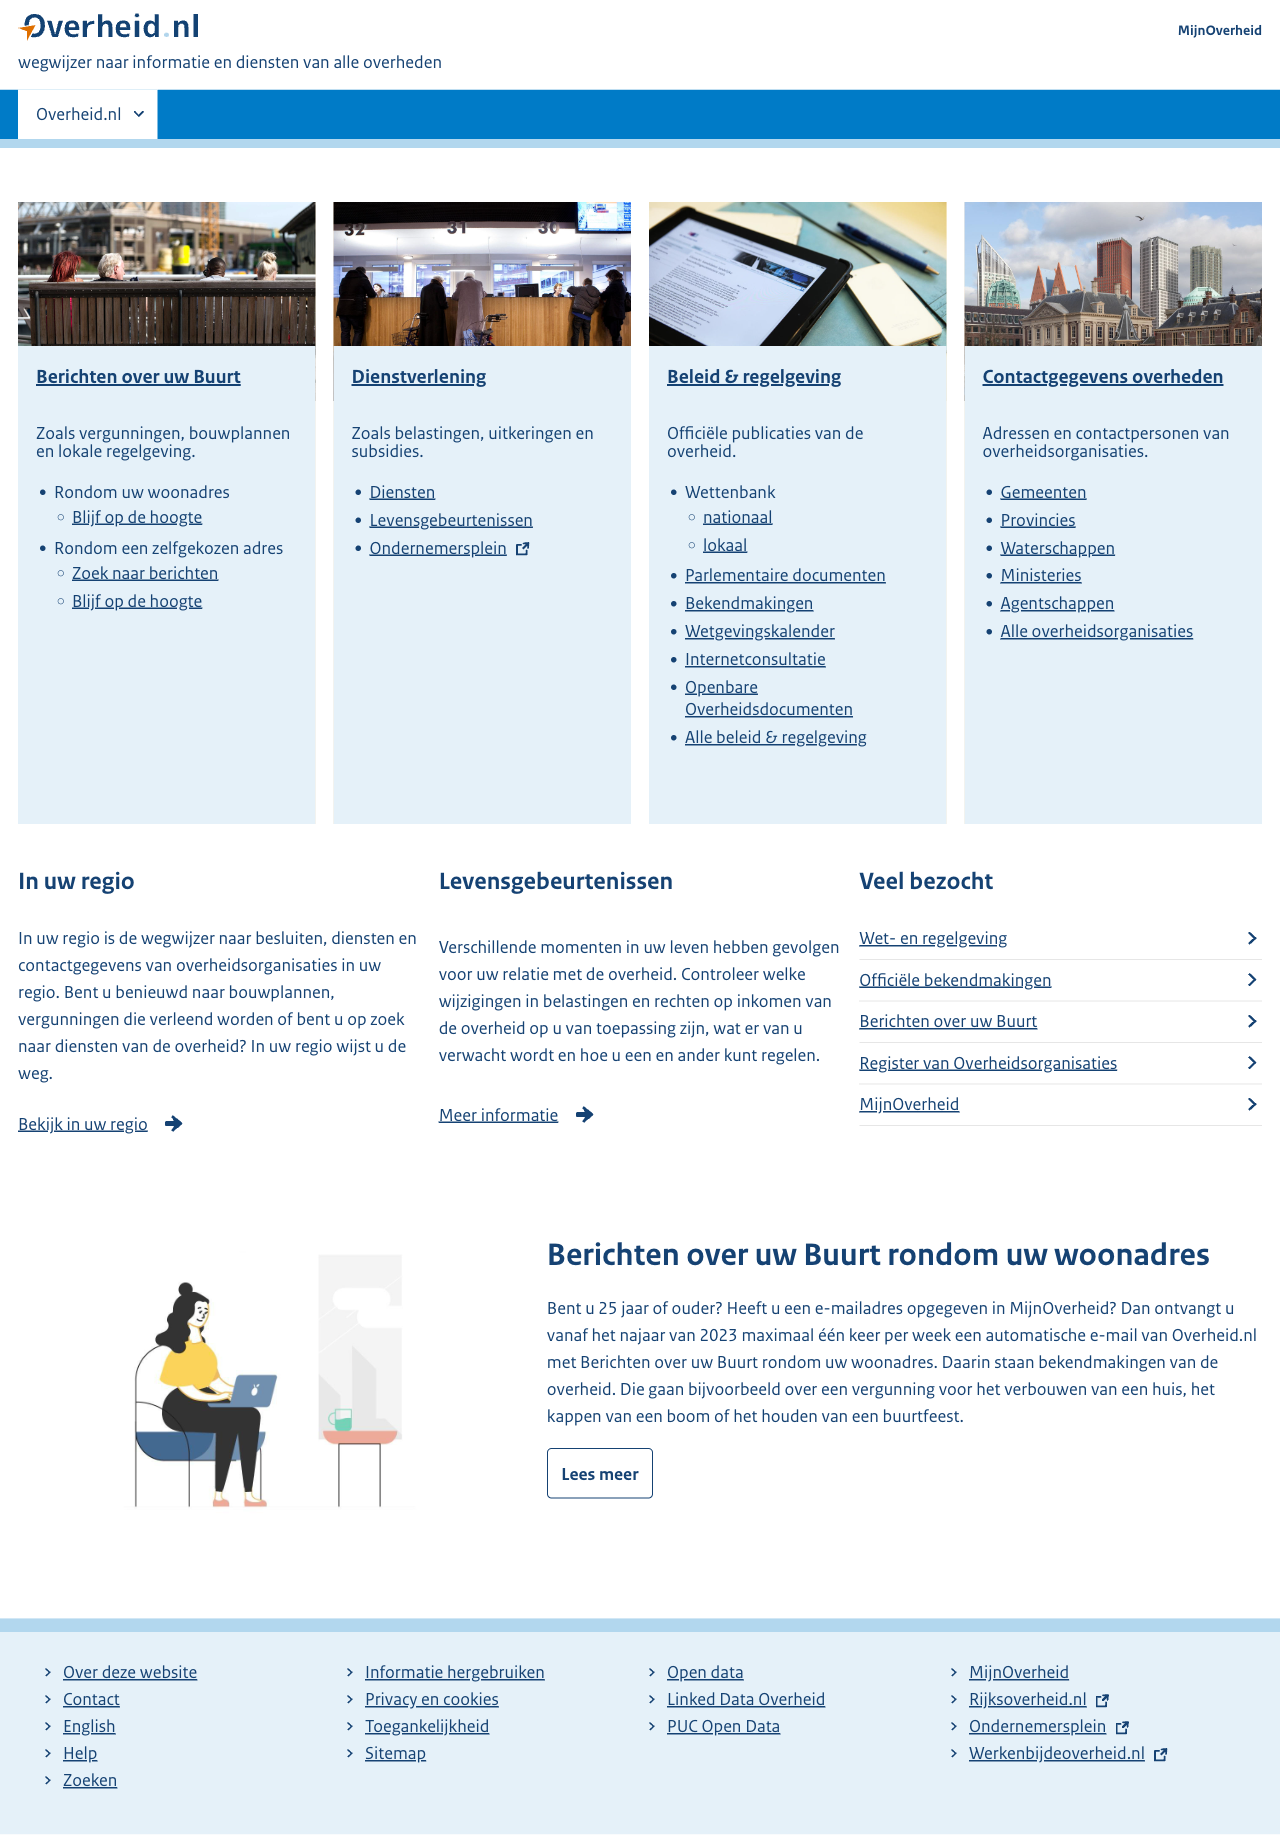 Overheid.nl
MijnOverheid
wegwijzer naar informatie en diensten van alle overheden
Overheid.nl
32 31 30
Berichten over uw Buurt
Zoals vergunningen, bouwplannen
en lokale regelgeving.
Rondom uw woonadres
Blijf op de hoogte
Rondom een zelfgekozen adres
Zoek naar berichten
Blijf op de hoogte
Dienstverlening
Zoals belastingen, uitkeringen en
subsidies.
Diensten
Levensgebeurtenissen
Ondernemersplein
Beleid & regelgeving
Officiële publicaties van de
overheid.
Wettenbank
nationaal
lokaal
Parlementaire documenten
Bekendmakingen
Wetgevingskalender
Internetconsultatie
Openbare
Overheidsdocumenten
Alle beleid & regelgeving
Contactgegevens overheden
Adressen en contactpersonen van
overheidsorganisaties.
Gemeenten
Provincies
Waterschappen
Ministeries
Agentschappen
Alle overheidsorganisaties
In uw regio
In uw regio is de wegwijzer naar besluiten, diensten en
contactgegevens van overheidsorganisaties in uw
regio. Bent u benieuwd naar bouwplannen,
vergunningen die verleend worden of bent u op zoek
naar diensten van de overheid? In uw regio wijst u de
weg.
Bekijk in uw regio
Levensgebeurtenissen
Verschillende momenten in uw leven hebben gevolgen
voor uw relatie met de overheid. Controleer welke
wijzigingen in belastingen en rechten op inkomen van
de overheid op u van toepassing zijn, wat er van u
verwacht wordt en hoe u een en ander kunt regelen.
Meer informatie
Veel bezocht
Wet- en regelgeving
Officiële bekendmakingen
Berichten over uw Buurt
Register van Overheidsorganisaties
MijnOverheid
Berichten over uw Buurt rondom uw woonadres
Bent u 25 jaar of ouder? Heeft u een e-mailadres opgegeven in MijnOverheid? Dan ontvangt u
vanaf het najaar van 2023 maximaal één keer per week een automatische e-mail van Overheid.nl
met Berichten over uw Buurt rondom uw woonadres. Daarin staan bekendmakingen van de
overheid. Die gaan bijvoorbeeld over een vergunning voor het verbouwen van een huis, het
kappen van een boom of het houden van een buurtfeest.
Lees meer
Over deze website
Contact
English
Help
Zoeken
Informatie hergebruiken
Privacy en cookies
Toegankelijkheid
Sitemap
Open data
Linked Data Overheid
PUC Open Data
MijnOverheid
Rijksoverheid.nl
Ondernemersplein
Werkenbijdeoverheid.nl